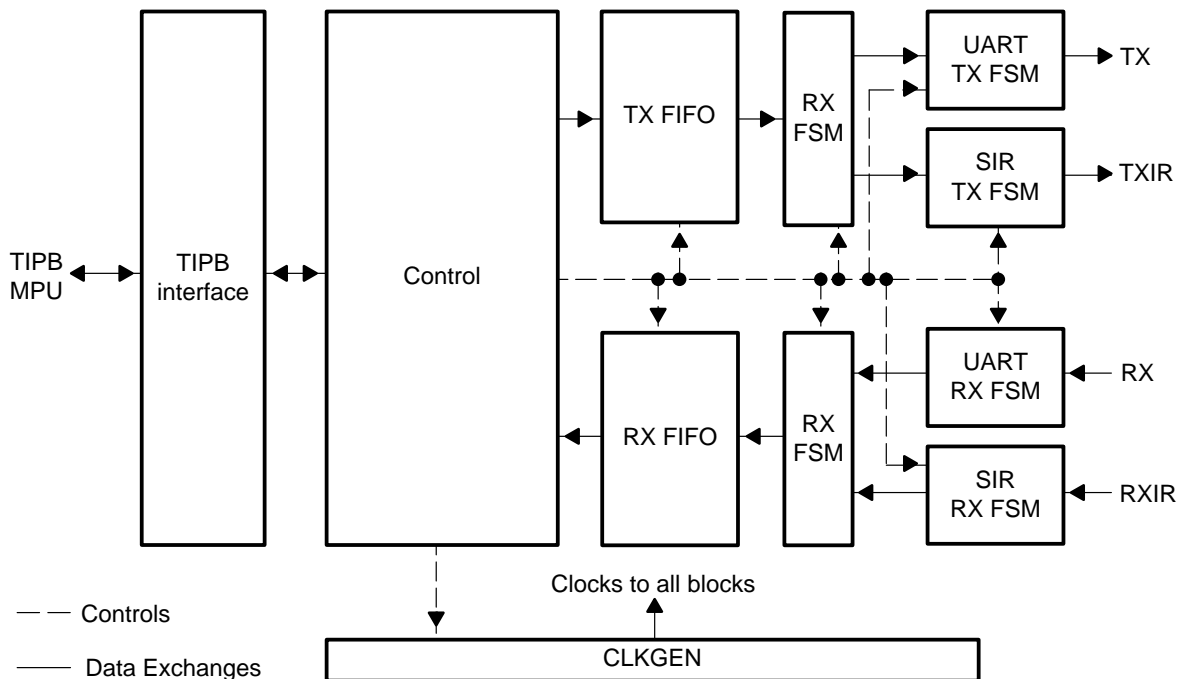 TIPB
MPU
TIPB
interface
Control
TX FIFO
RX
FSM
UART
TX FSM
TX
SIR
TX FSM
TXIR
RX FIFO
RX
FSM
UART
RX FSM
RX
SIR
RX FSM
RXIR
Clocks to all blocks
CLKGEN
Controls
Data Exchanges